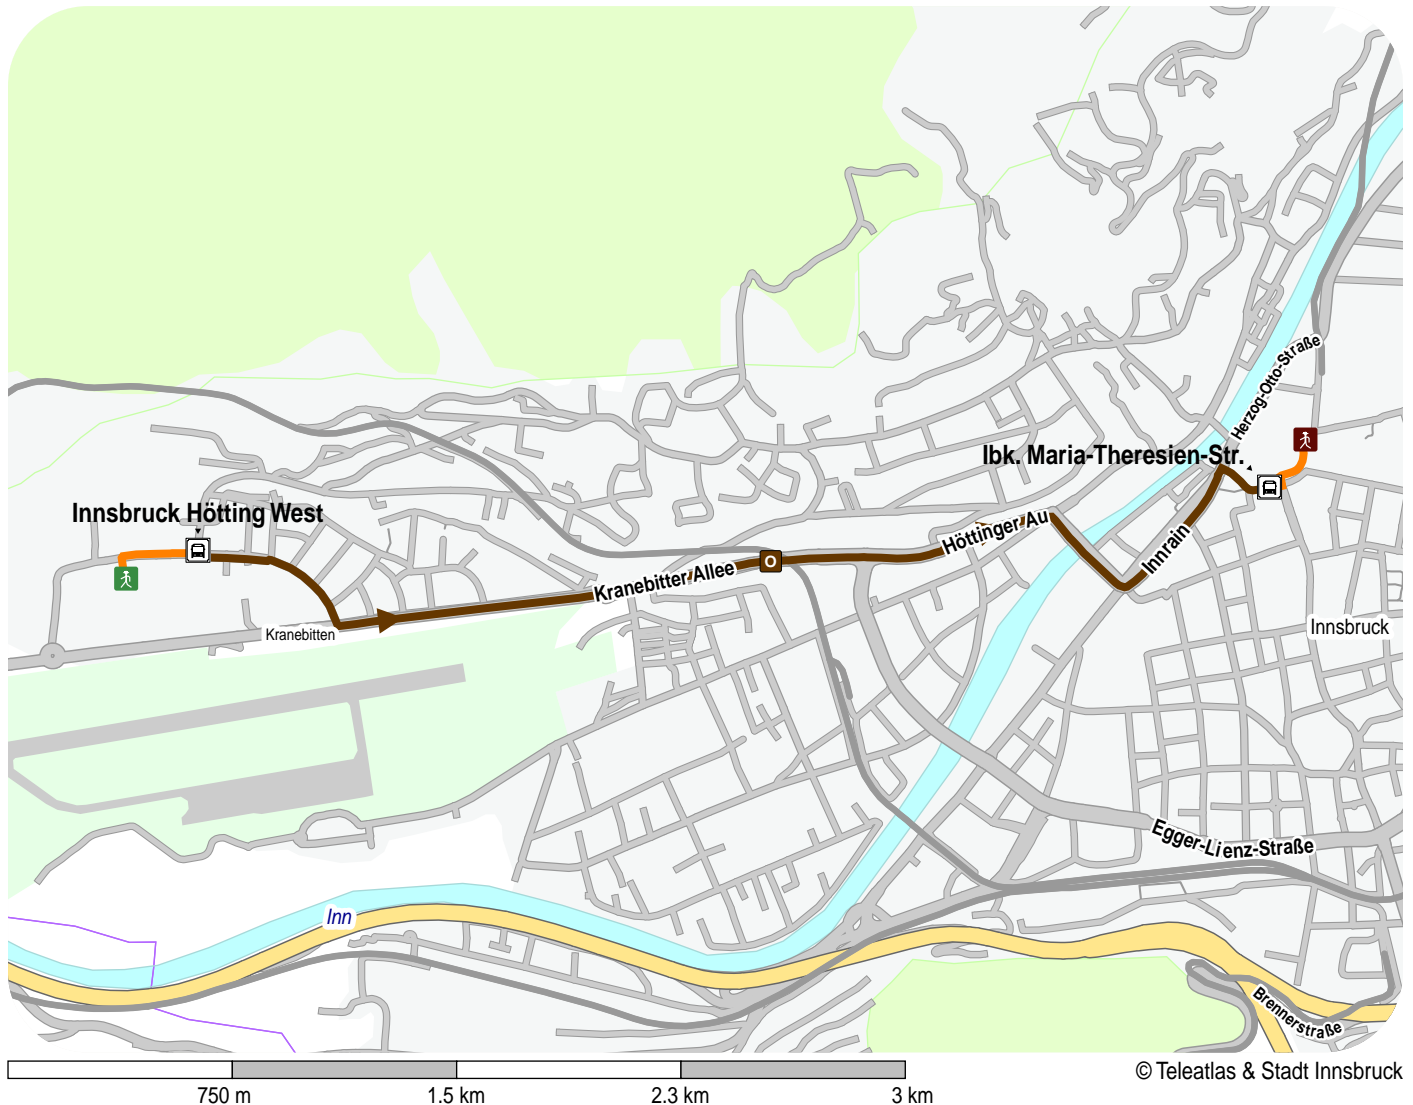 Herzog-Otto-Straße
Ibk. Maria-Theresien-Str.
Innsbruck Hötting West
Höttinger Au
Innrain
O
Kranebitter Allee
Kranebitten
Innsbruck
Egger-Lienz-Straße
Inn
Brennerstraße
750 m
1.5 km
2.3 km
3 km
© Teleatlas & Stadt Innsbruck